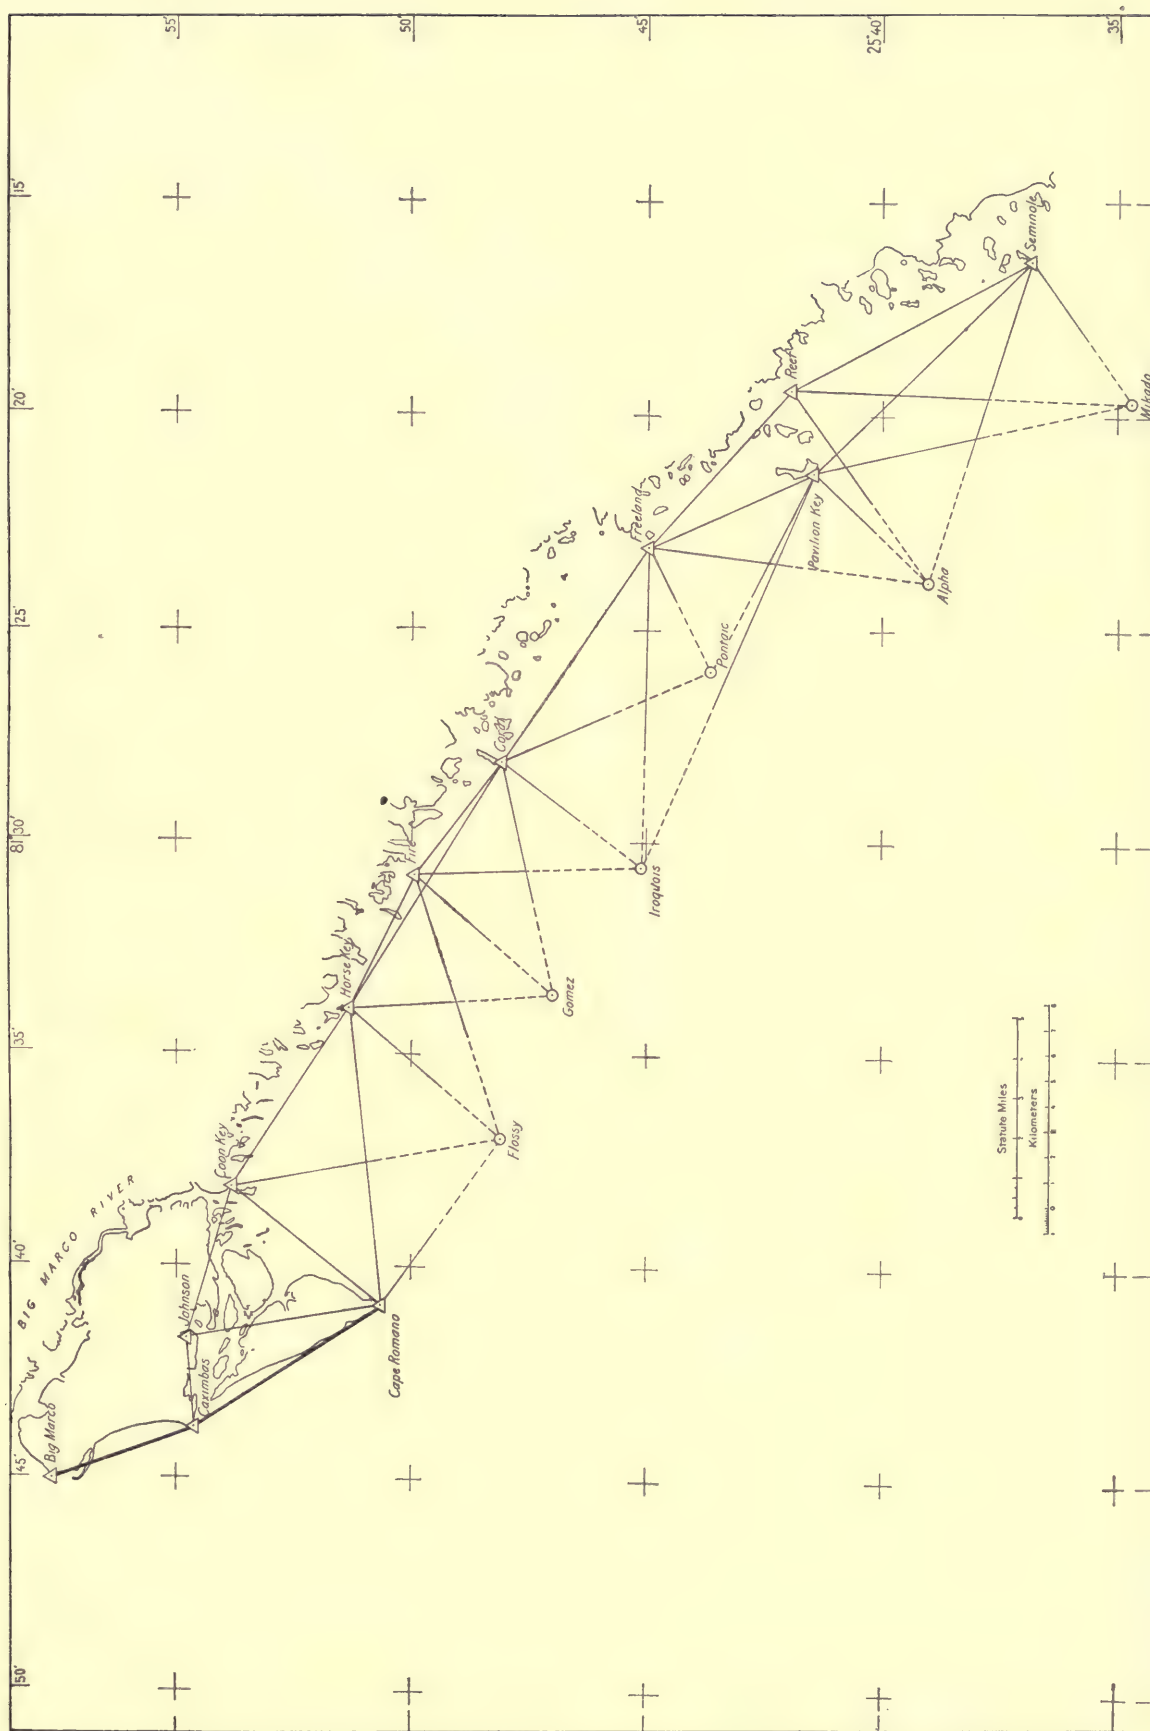 55'
50'
45'
25°40'
35'
15'
20'
25'
81°30'
35'
40'
45'
50'
BIG MARCO RIVER
Big Marco
Caximbas
Johnson
Coon Key
Cape Romano
Horse Key
Flossy
Fire
Gomez
Iroquois
Freeland
Pontaic
Pavilion Key
Reef
Alpha
Seminole
Mikado
Statute Miles
Kilometers